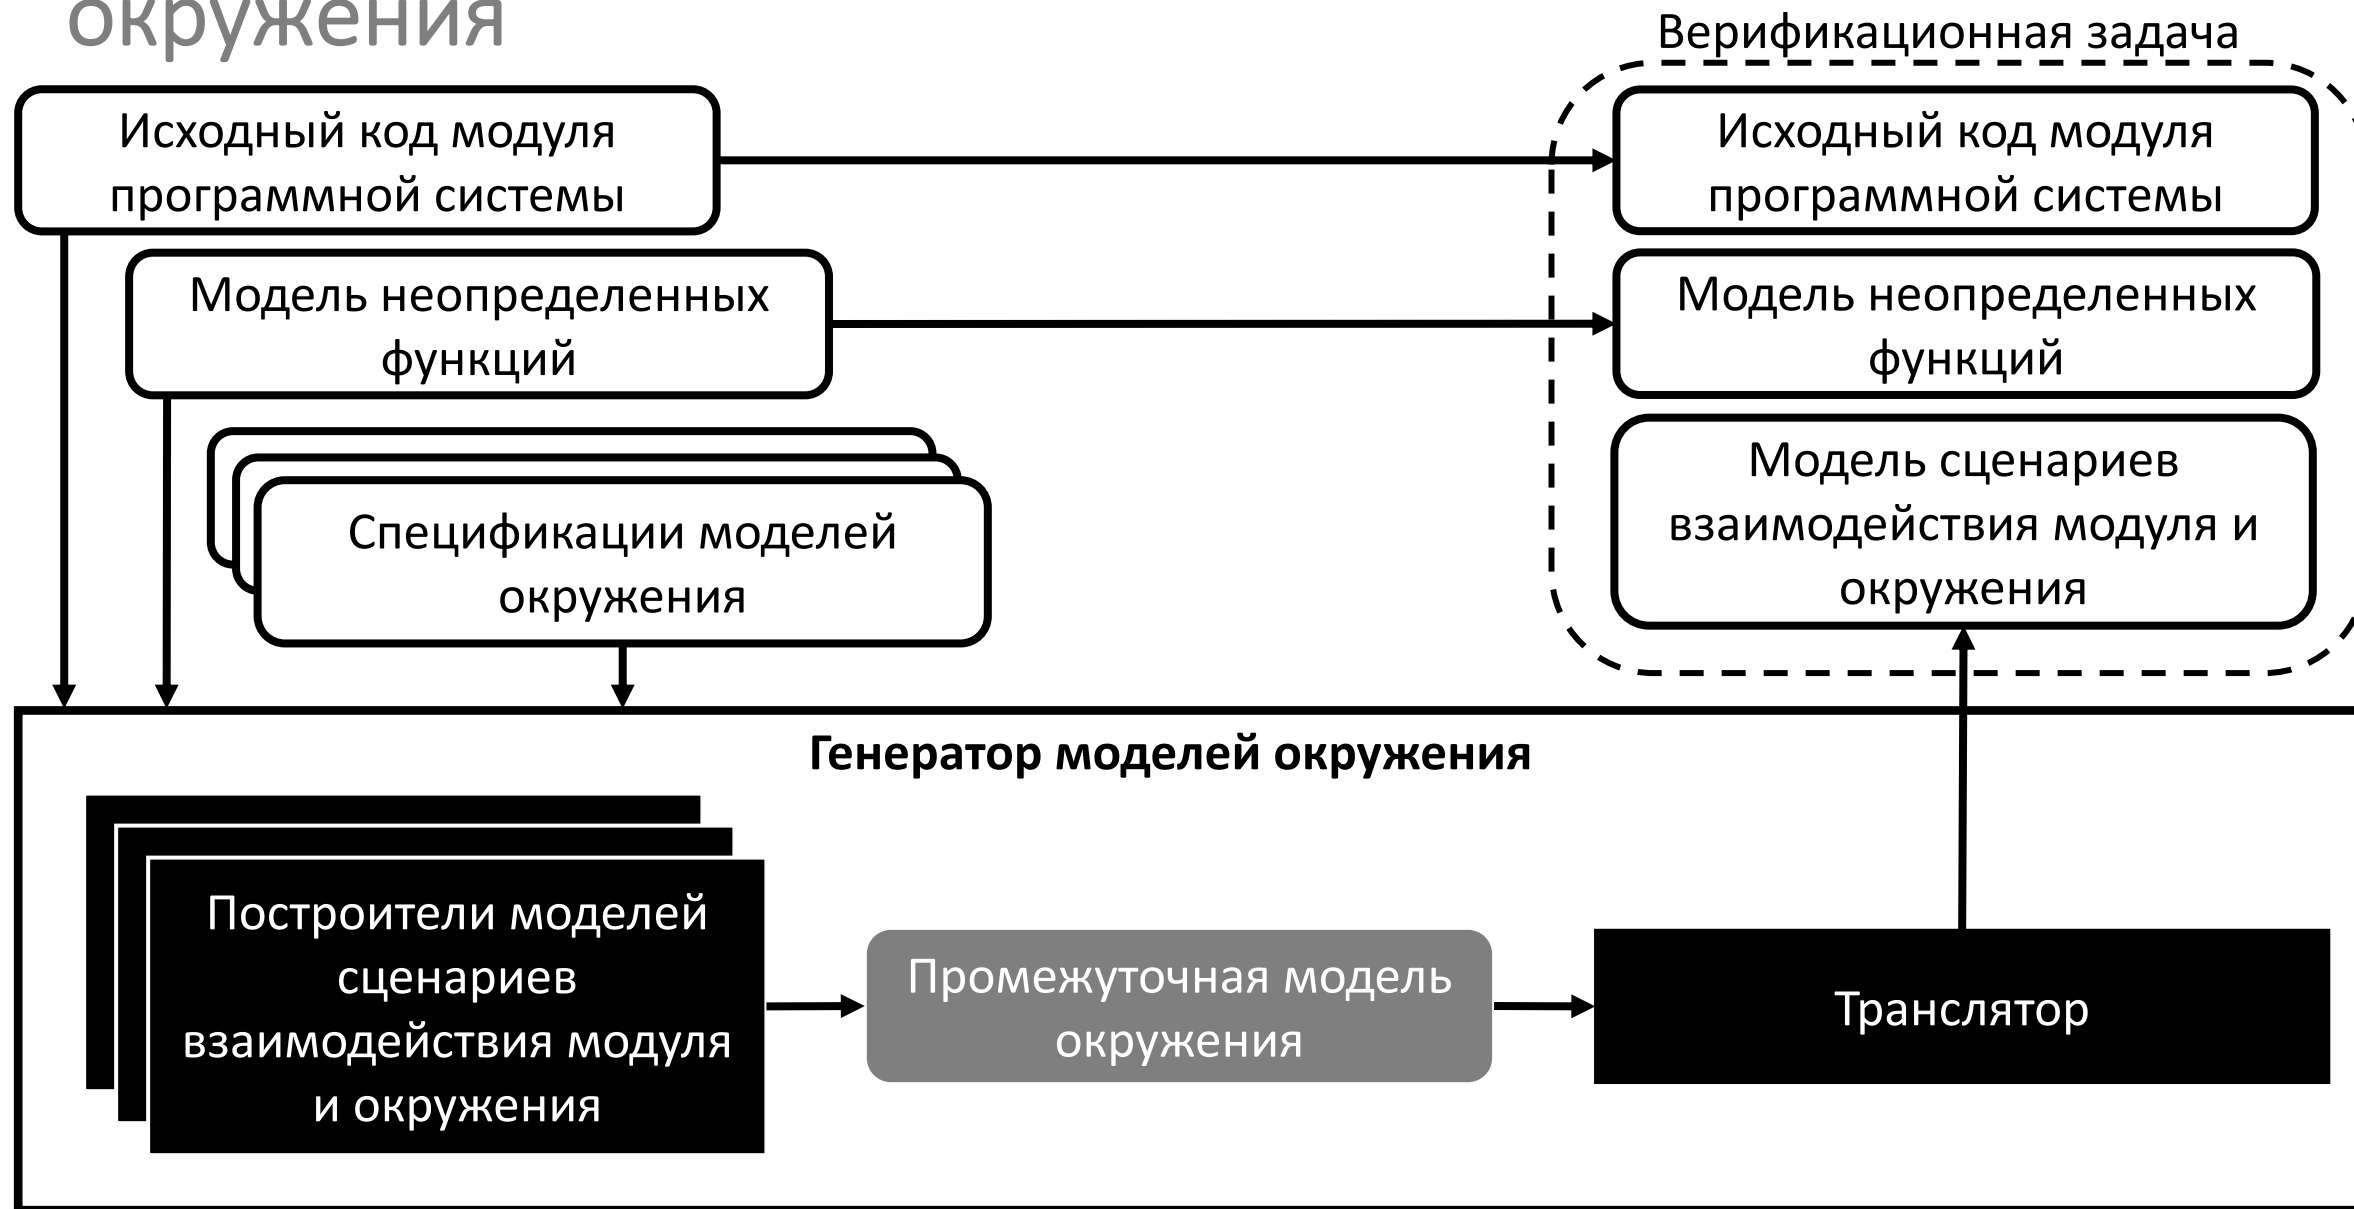 окружения
Верификационная задача
Исходный код модуля
программной системы
Исходный код модуля
программной системы
Модель неопределенных
функций
Модель неопределенных
функций
Спецификации моделей
окружения
Модель сценариев
взаимодействия модуля и
окружения
Генератор моделей окружения
Построители моделей
сценариев
взаимодействия модуля
и окружения
Промежуточная модель
окружения
Транслятор